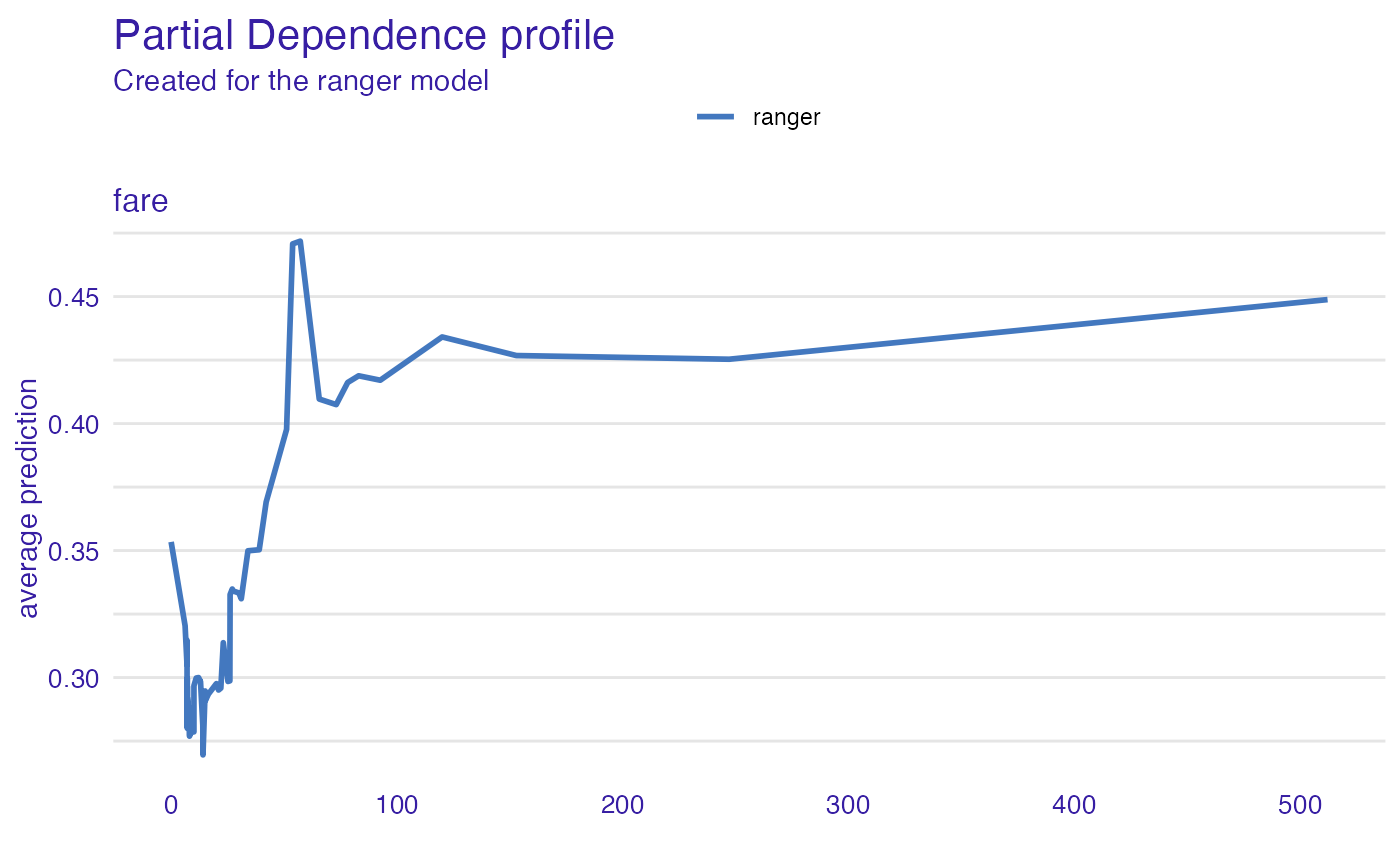 Partial Dependence profile
Created for the ranger model
ranger
fare
average prediction
0.45
0.40
0.35
0.30
0 100 200 300 400 500